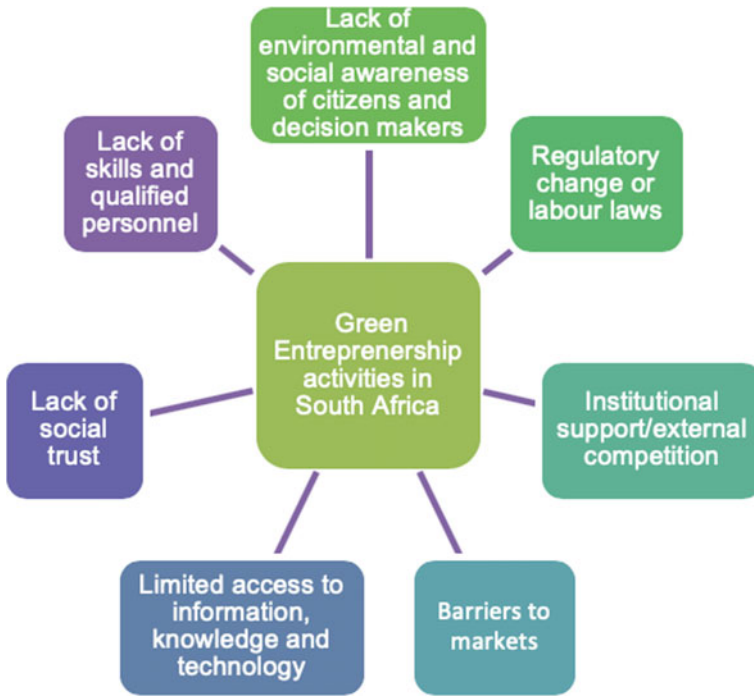 Lack of
environmental and
social awareness
of citizens and
decision makers
Lack of
skills and
qualified
personnel
Regulatory
change or
labour laws
Green
Entreprenership
activities in
South Africa
Lack of
social
trust
Institutional
support/external
competition
Limited access to
information,
knowledge and
technology
Barriers to
markets